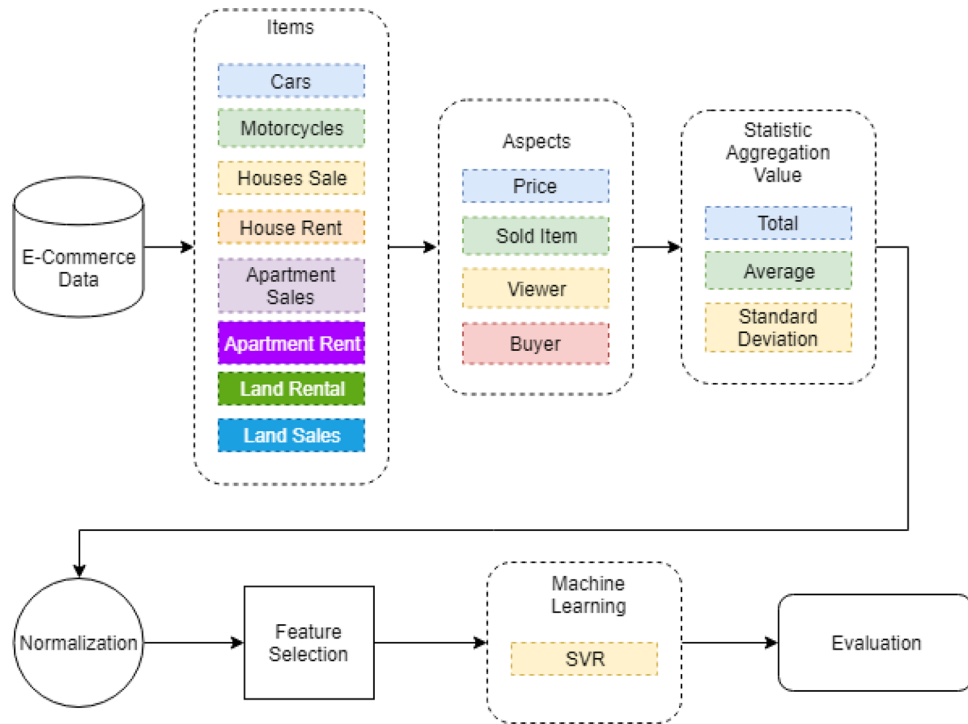 Items
Cars
Motorcycles
Houses Sale
House Rent
Apartment
Sales
Apartment Rent
Land Rental
Land Sales
E-Commerce
Data
Aspects
Price
Sold Item
Viewer
Buyer
Statistic
Aggregation
Value
Total
Average
Standard
Deviation
Normalization
Feature
Selection
Machine
Learning
SVR
Evaluation